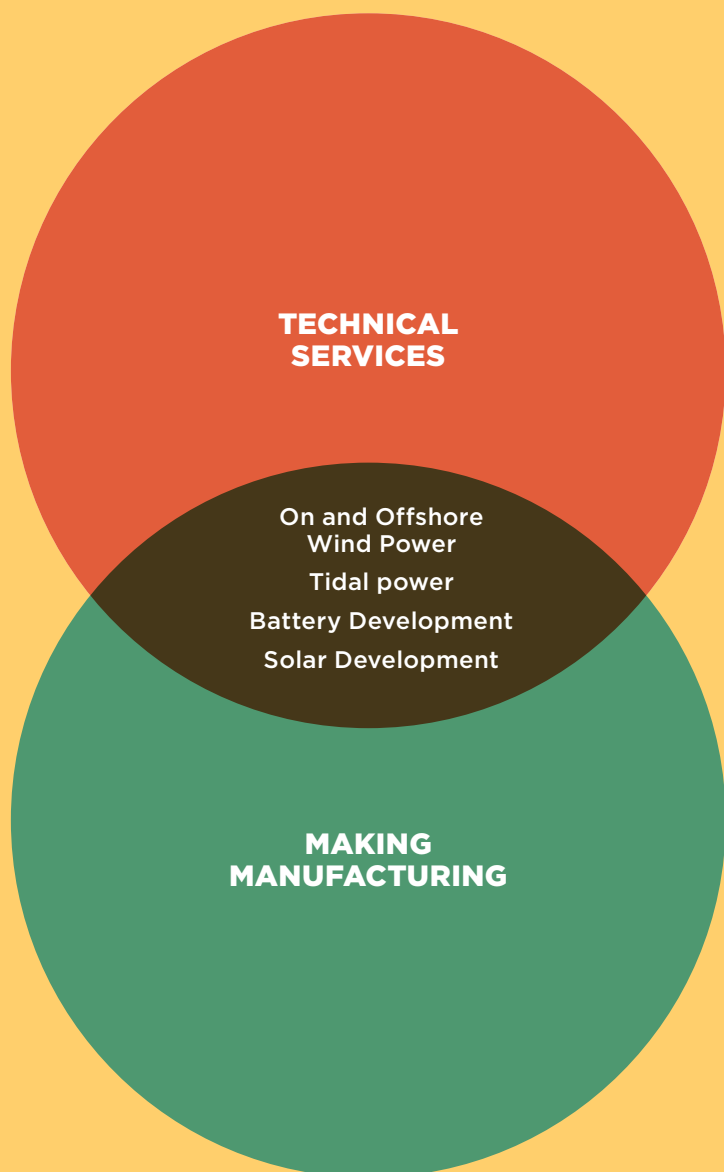 TECHNICAL
SERVICES
On and Offshore
Wind Power
Tidal power
Battery Development
Solar Development
MAKING
MANUFACTURING